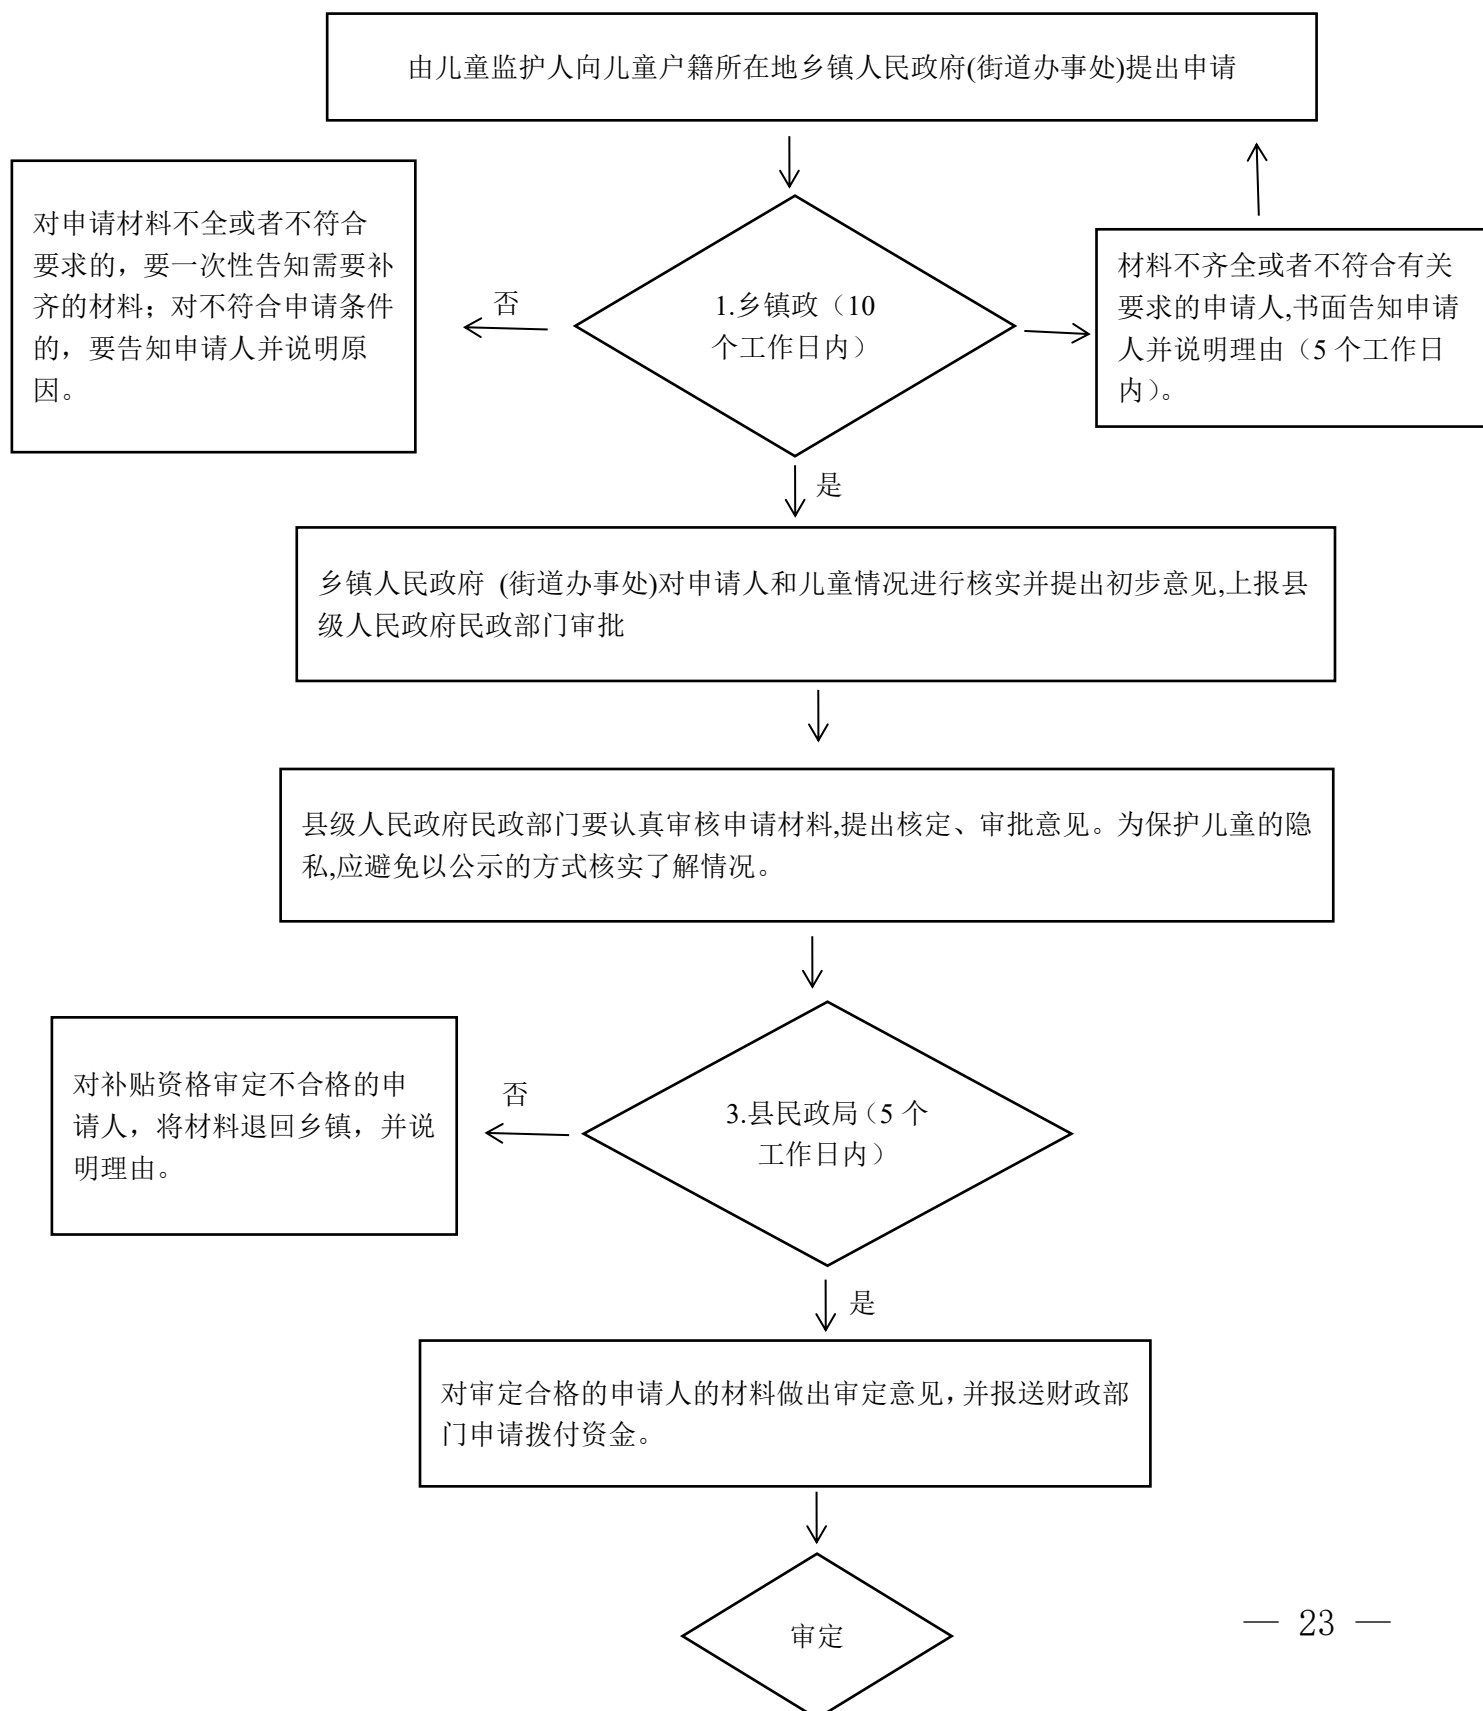 由儿童监护人向儿童户籍所在地乡镇人民政府(街道办事处)提出申请
对申请材料不全或者不符合
要求的，要一次性告知需要补
齐的材料；对不符合申请条件
的，要告知申请人并说明原
因。
否
1.乡镇政（10
个工作日内）
材料不齐全或者不符合有关
要求的申请人,书面告知申请
人并说明理由（5 个工作日
内）。
是
乡镇人民政府 (街道办事处)对申请人和儿童情况进行核实并提出初步意见,上报县
级人民政府民政部门审批
县级人民政府民政部门要认真审核申请材料,提出核定、审批意见。为保护儿童的隐
私,应避免以公示的方式核实了解情况。
对补贴资格审定不合格的申
请人，将材料退回乡镇，并说
明理由。
否
3.县民政局（5 个
工作日内）
是
对审定合格的申请人的材料做出审定意见，并报送财政部
门申请拨付资金。
审定
— 23 —